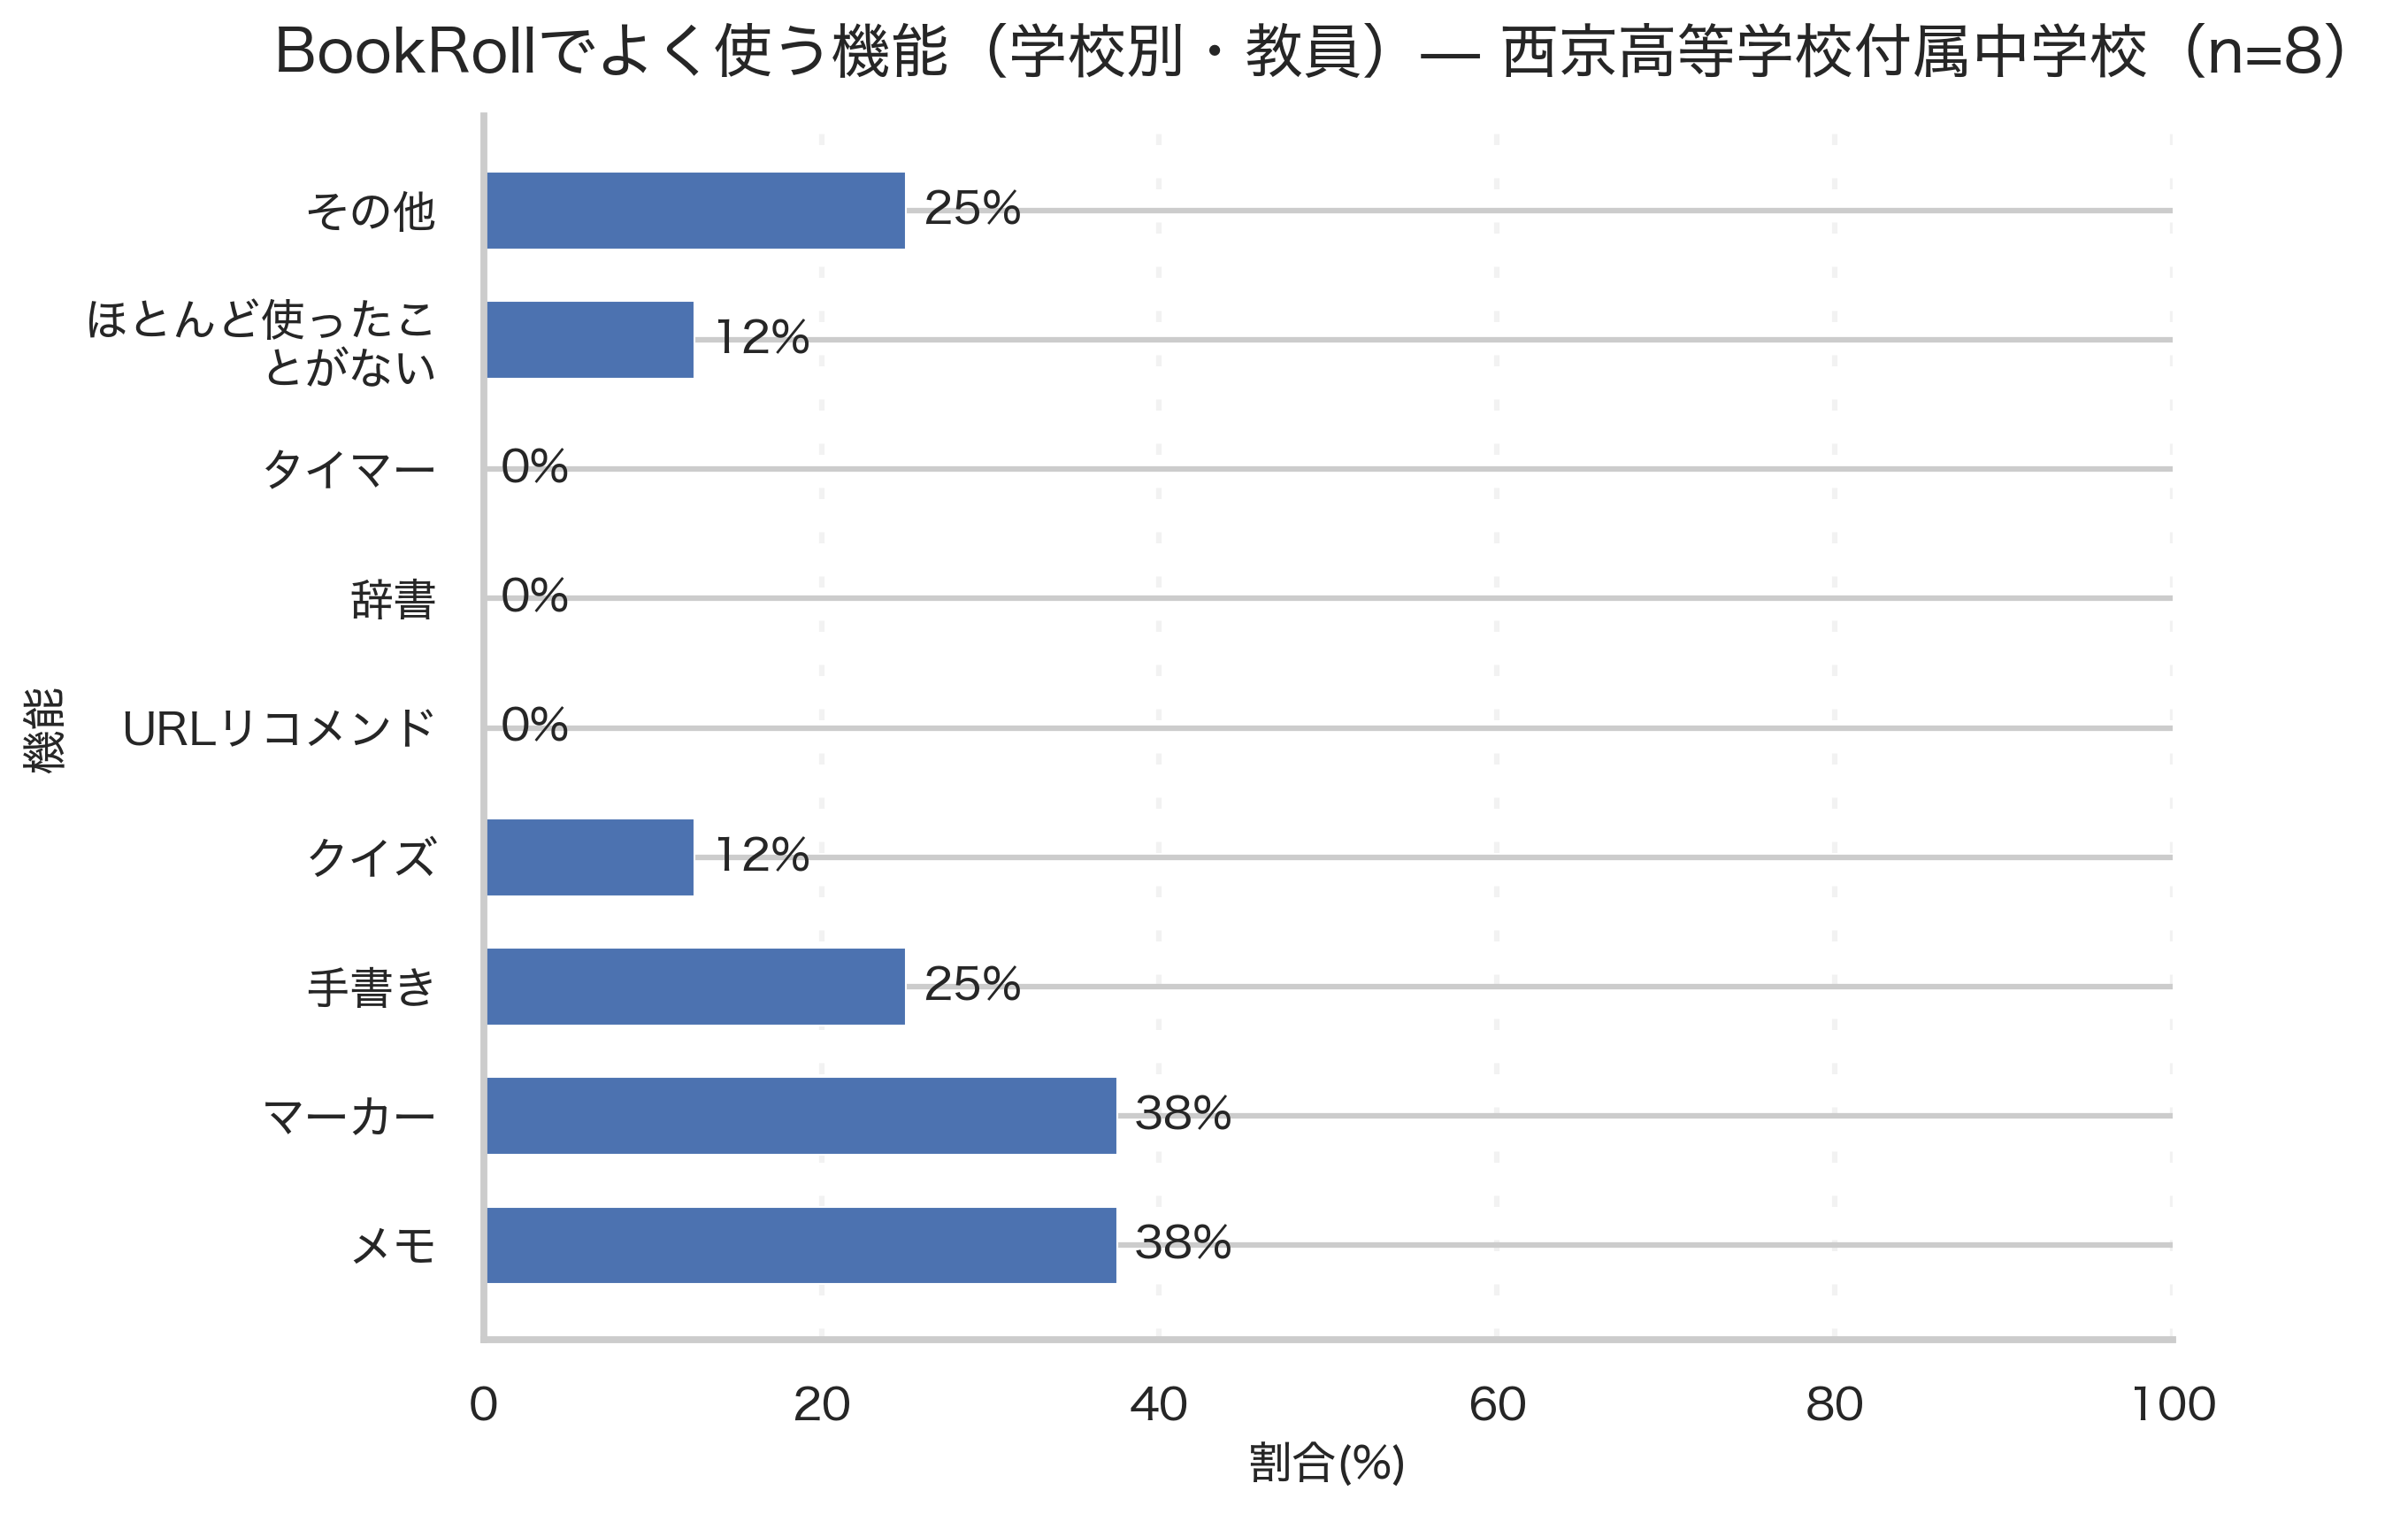 BookRollでよく使う機能（学校別・教員）— 西京高等学校付属中学校（n=8）
その他
25%
ほとんど使ったこ
とがない
12%
タイマー
0%
辞書
0%
URLリコメンド
0%
クイズ
12%
手書き
25%
マーカー
38%
メモ
38%
機能
0 20 40 60 80 100
割合(%)